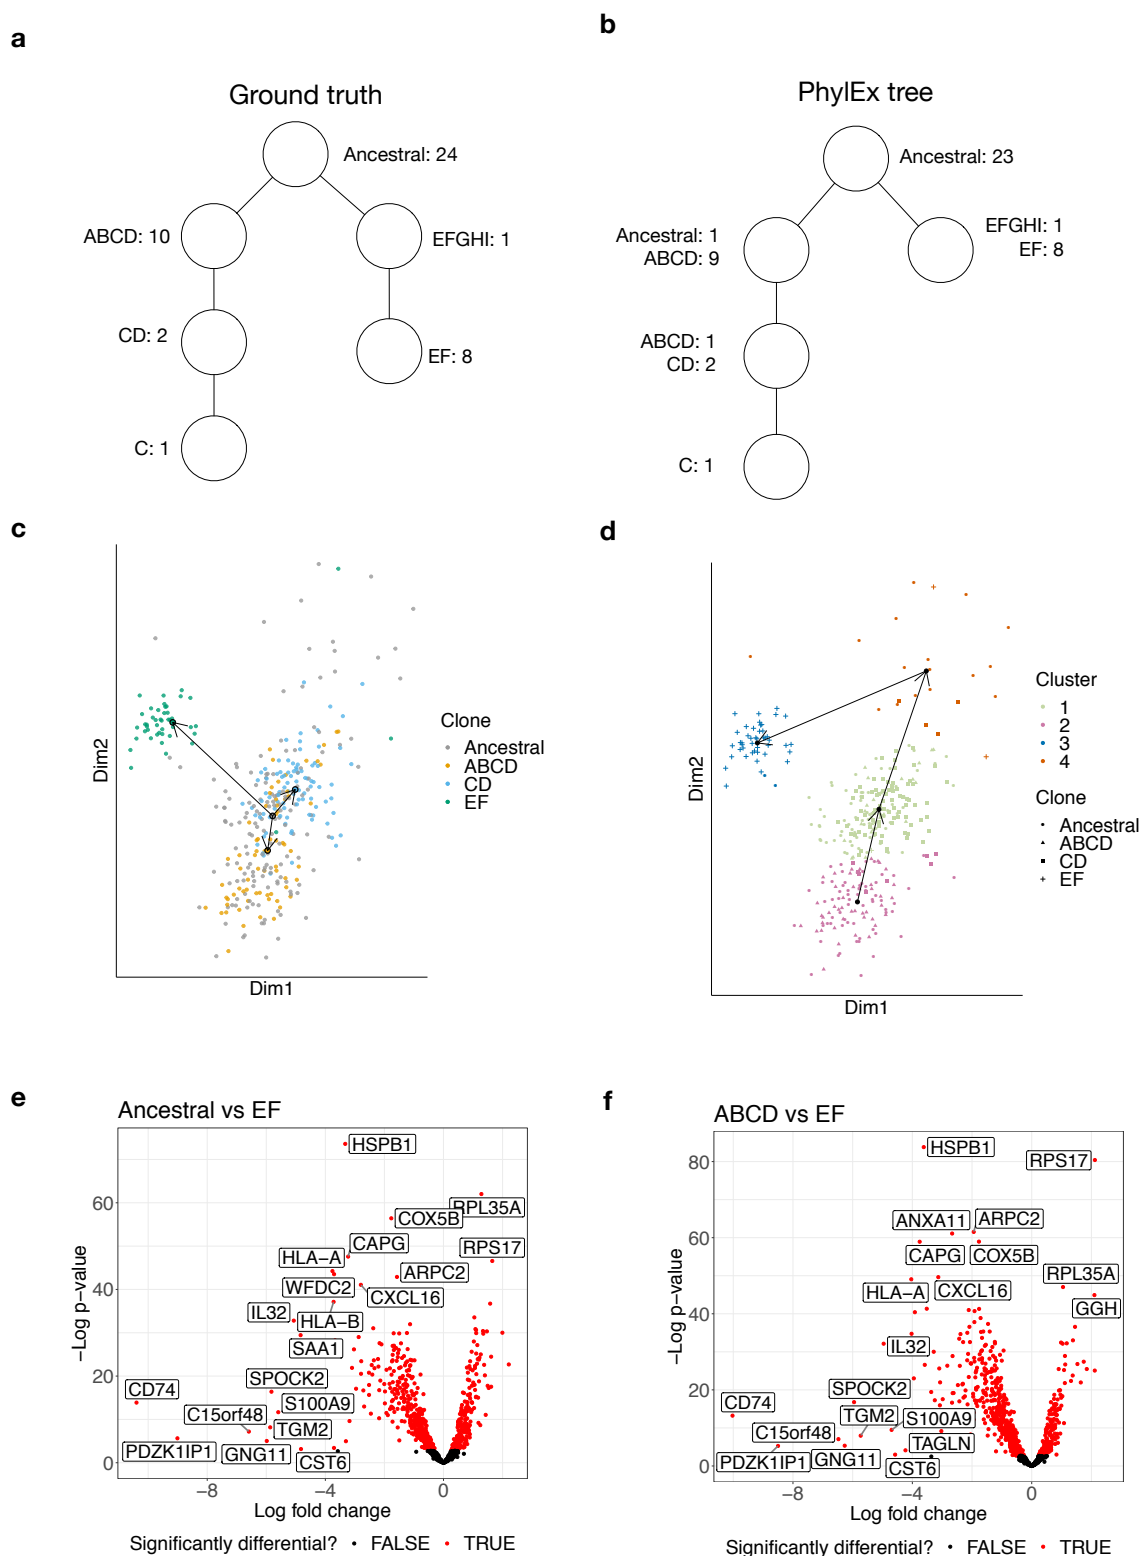 a
Ground truth
Ancestral: 24
ABCD: 10
EFGHI: 1
CD: 2
EF: 8
C: 1
b
PhylEx tree
Ancestral: 23
Ancestral: 1
ABCD: 9
EFGHI: 1
EF: 8
ABCD: 1
CD: 2
C: 1
c
Dim2
Dim1
Clone
Ancestral
ABCD
CD
EF
d
Dim2
Dim1
Cluster
1
2
3
4
Clone
Ancestral
ABCD
CD
EF
e
Ancestral vs EF
−Log p−value
60
40
20
0
HSPB1
RPL35A
COX5B
CAPG
RPS17
HLA−A
ARPC2
WFDC2
CXCL16
IL32
HLA−B
SAA1
SPOCK2
CD74
S100A9
C15orf48
TGM2
PDZK1IP1
GNG11
CST6
−8
−4
0
Log fold change
Significantly differential?
FALSE
TRUE
f
ABCD vs EF
−Log p−value
80
60
40
20
0
HSPB1
RPS17
ANXA11
ARPC2
CAPG
COX5B
RPL35A
HLA−A
CXCL16
GGH
IL32
SPOCK2
CD74
TGM2
S100A9
C15orf48
TAGLN
PDZK1IP1
GNG11
CST6
−8
−4
0
Log fold change
Significantly differential?
FALSE
TRUE